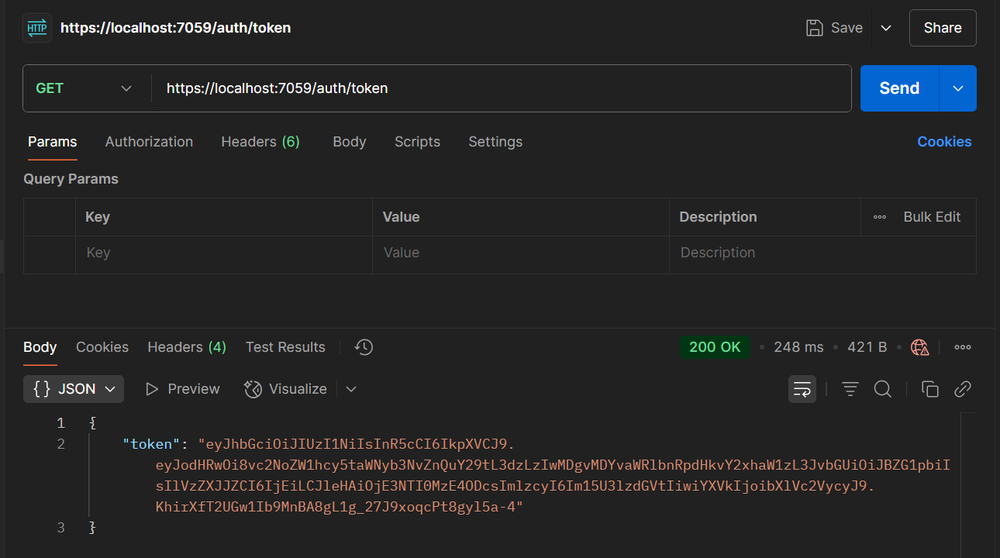 HTTP https://localhost:7059/auth/token Save Share
GET https://localhost:7059/auth/token Send
Params Authorization Headers (6) Body Scripts Settings Cookies
Query Params
Key Value Description Bulk Edit
Key Value Description
Body Cookies Headers (4) Test Results 200 OK 248 ms 421 B
{} JSON Preview Visualize
1 {
2 "token": "eyJhbGciOiJIUzI1NiIsInR5cCI6IkpXVCJ9.
eyJodHRwOi8vc2NoZW1hcy5taWNyb3NvZnQuY29tL3dzLzIwMDgvMDYvaWRlbnRpdHkvY2xhaW1zL3JvbGUiOiJBZG1pbiI
sIlVzZXJJZCI6IjEiLCJleHAiOjE3NTI0MzE4ODcsImlzcyI6Im15U3lzdGVtIiwiYXVkIjoibXlVc2VycyJ9.
KhirXfT2UGw1Ib9MnBA8gL1g_27J9xoqcPt8gyl5a-4"
3 }